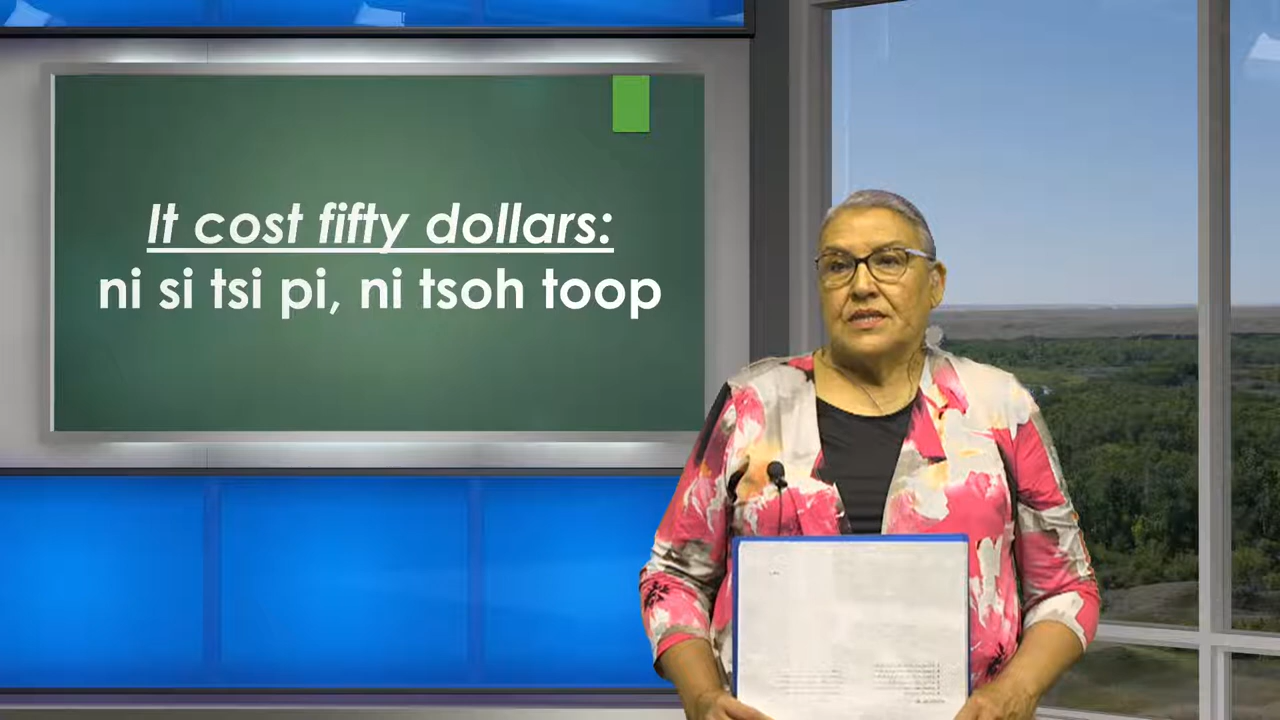 It cost fifty dollars:
ni si tsi pi, ni tsoh toop